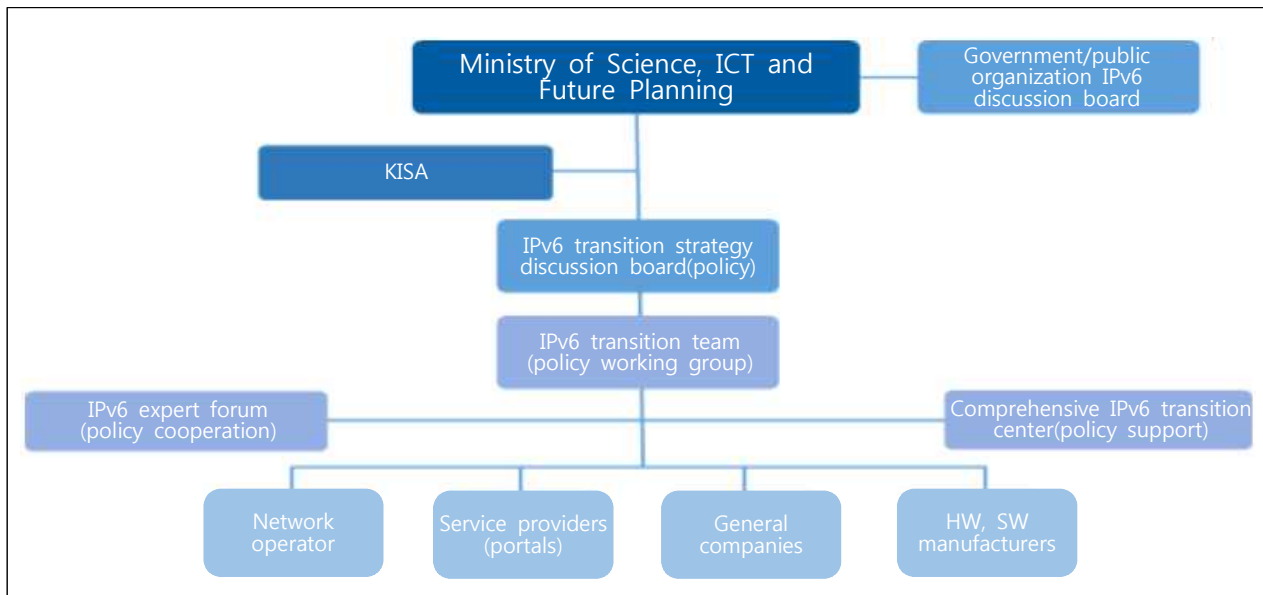 Ministry of Science, ICT and
Future Planning
Government/public
organization IPv6
discussion board
KISA
IPv6 transition strategy
discussion board(policy)
IPv6 transition team
(policy working group)
IPv6 expert forum
(policy cooperation)
Comprehensive IPv6 transition
center(policy support)
Network
operator
Service providers
(portals)
General
companies
HW, SW
manufacturers